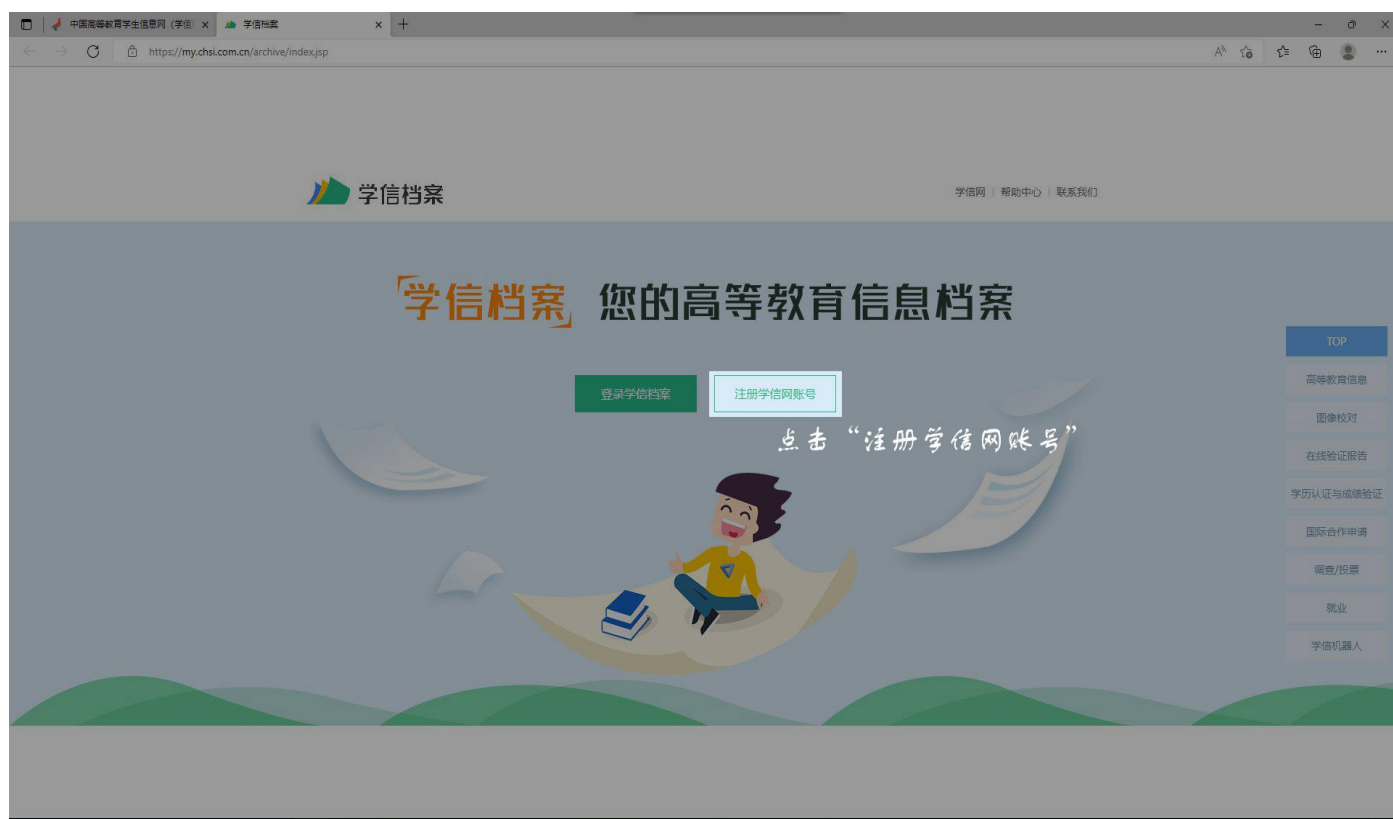 中国高等教育学生信息网（学信
学信档案
https://my.chsi.com.cn/archive/index.jsp
学信档案
学信网 | 帮助中心 | 联系我们
学信档案 您的高等教育信息档案
登录学信档案
注册学信网账号
点击“注册学信网账号”
TOP
高等教育信息
图像校对
在线验证报告
学历认证与成绩验证
国际合作申请
调查/投票
就业
学信机器人